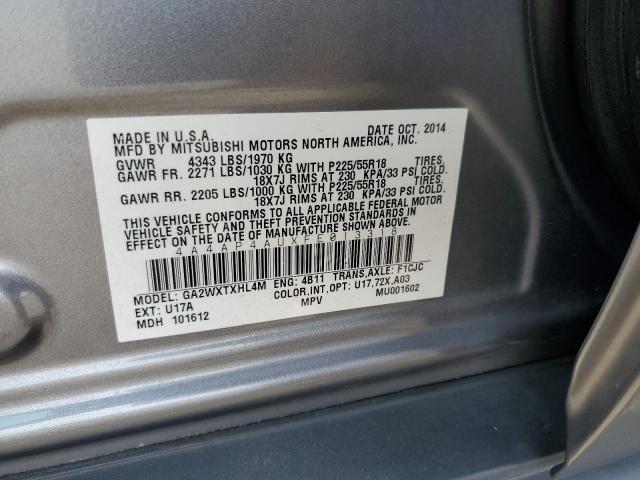 MADE IN U.S.A. DATE OCT. 2014
MFD BY MITSUBISHI MOTORS NORTH AMERICA, INC.
GVWR 4343 LBS/1970 KG
GAWR FR. 2271 LBS/1030 KG WITH P225/55R18 TIRES,
18X7J RIMS AT 230 KPA/33 PSI COLD.
GAWR RR. 2205 LBS/1000 KG WITH P225/55R18 TIRES,
18X7J RIMS AT 230 KPA/33 PSI COLD.
THIS VEHICLE CONFORMS TO ALL APPLICABLE FEDERAL MOTOR
VEHICLE SAFETY AND THEFT PREVENTION STANDARDS IN
EFFECT ON THE DATE OF MANUFACTURE SHOWN ABOVE.
4A4AP4AUXFE013318
MODEL: GA2WXTXHL4M ENG: 4B11 TRANS,AXLE: F1CJC
EXT: U17A COLOR,INT,OPT: U17,72X,A03
MDH 101612 MPV MU001602